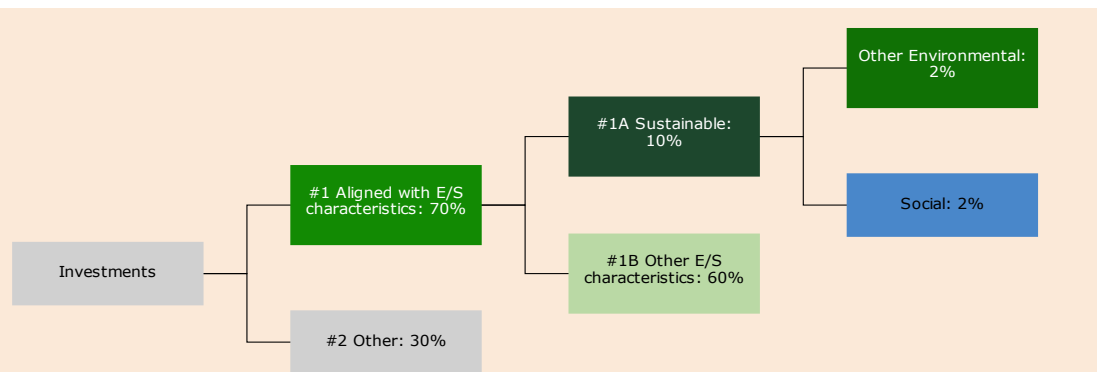 Other Environmental:
2%
#1A Sustainable:
10%
#1 Aligned with E/S
characteristics: 70%
Social: 2%
Investments
#1B Other E/S
characteristics: 60%
#2 Other: 30%